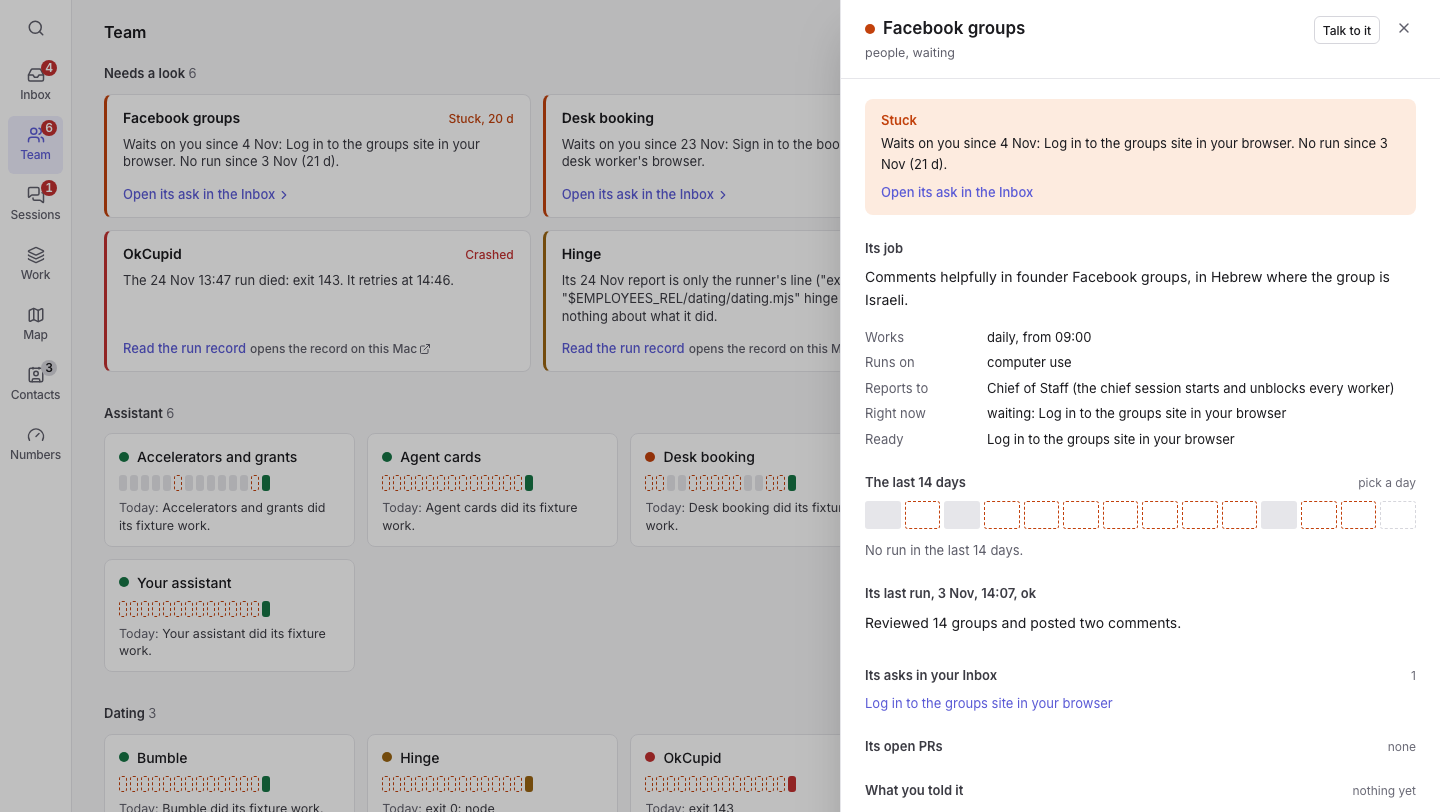 4
Inbox
6
Team
1
Sessions
Work
Map
3
Contacts
Numbers
Team
Needs a look 6
Facebook groups
Stuck, 20 d
Waits on you since 4 Nov: Log in to the groups site in your
browser. No run since 3 Nov (21 d).
Open its ask in the Inbox
Desk booking
Waits on you since 23 Nov: Sign in to the boo
desk worker's browser.
Open its ask in the Inbox
OkCupid
Crashed
The 24 Nov 13:47 run died: exit 143. It retries at 14:46.
Read the run record opens the record on this Mac
Hinge
Its 24 Nov report is only the runner's line ("ex
"$EMPLOYEES_REL/dating/dating.mjs" hinge
nothing about what it did.
Read the run record opens the record on this M
Assistant 6
Accelerators and grants
Today: Accelerators and grants did
its fixture work.
Agent cards
Today: Agent cards did its fixture
work.
Desk booking
Today: Desk booking did its fixtu
work.
Your assistant
Today: Your assistant did its fixture
work.
Dating 3
Bumble
Today: Bumble did its fixture work.
Hinge
Today: exit 0: node
OkCupid
Today: exit 143
Facebook groups
Talk to it
people, waiting
Stuck
Waits on you since 4 Nov: Log in to the groups site in your browser. No run since 3
Nov (21 d).
Open its ask in the Inbox
Its job
Comments helpfully in founder Facebook groups, in Hebrew where the group is
Israeli.
Works daily, from 09:00
Runs on computer use
Reports to Chief of Staff (the chief session starts and unblocks every worker)
Right now waiting: Log in to the groups site in your browser
Ready Log in to the groups site in your browser
The last 14 days pick a day
No run in the last 14 days.
Its last run, 3 Nov, 14:07, ok
Reviewed 14 groups and posted two comments.
Its asks in your Inbox 1
Log in to the groups site in your browser
Its open PRs none
What you told it nothing yet